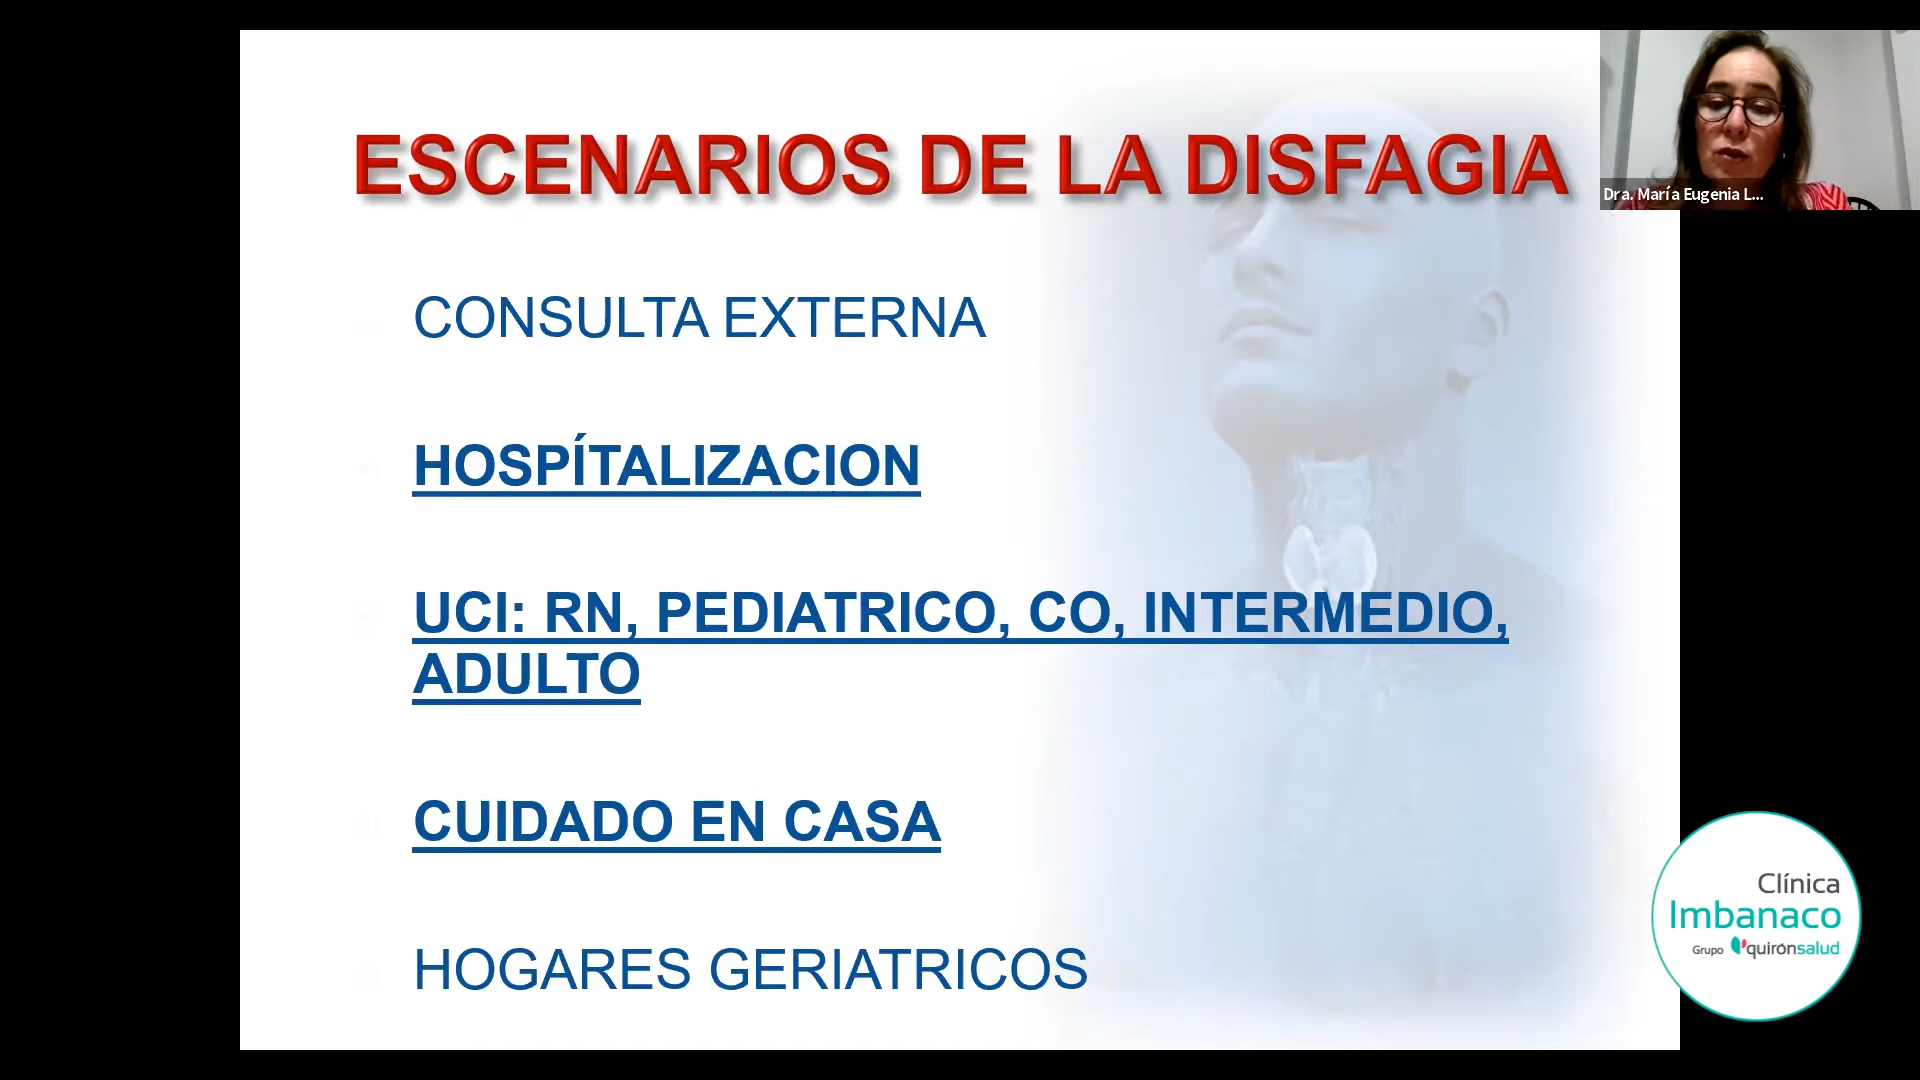 ESCENARIOS DE LA DISFAGIA
Dra. María Eugenia L...
CONSULTA EXTERNA
HOSPÍTALIZACION
UCI: RN, PEDIATRICO, CO, INTERMEDIO,
ADULTO
CUIDADO EN CASA
HOGARES GERIATRICOS
Clínica
Imbanaco
Grupo quirónsalud